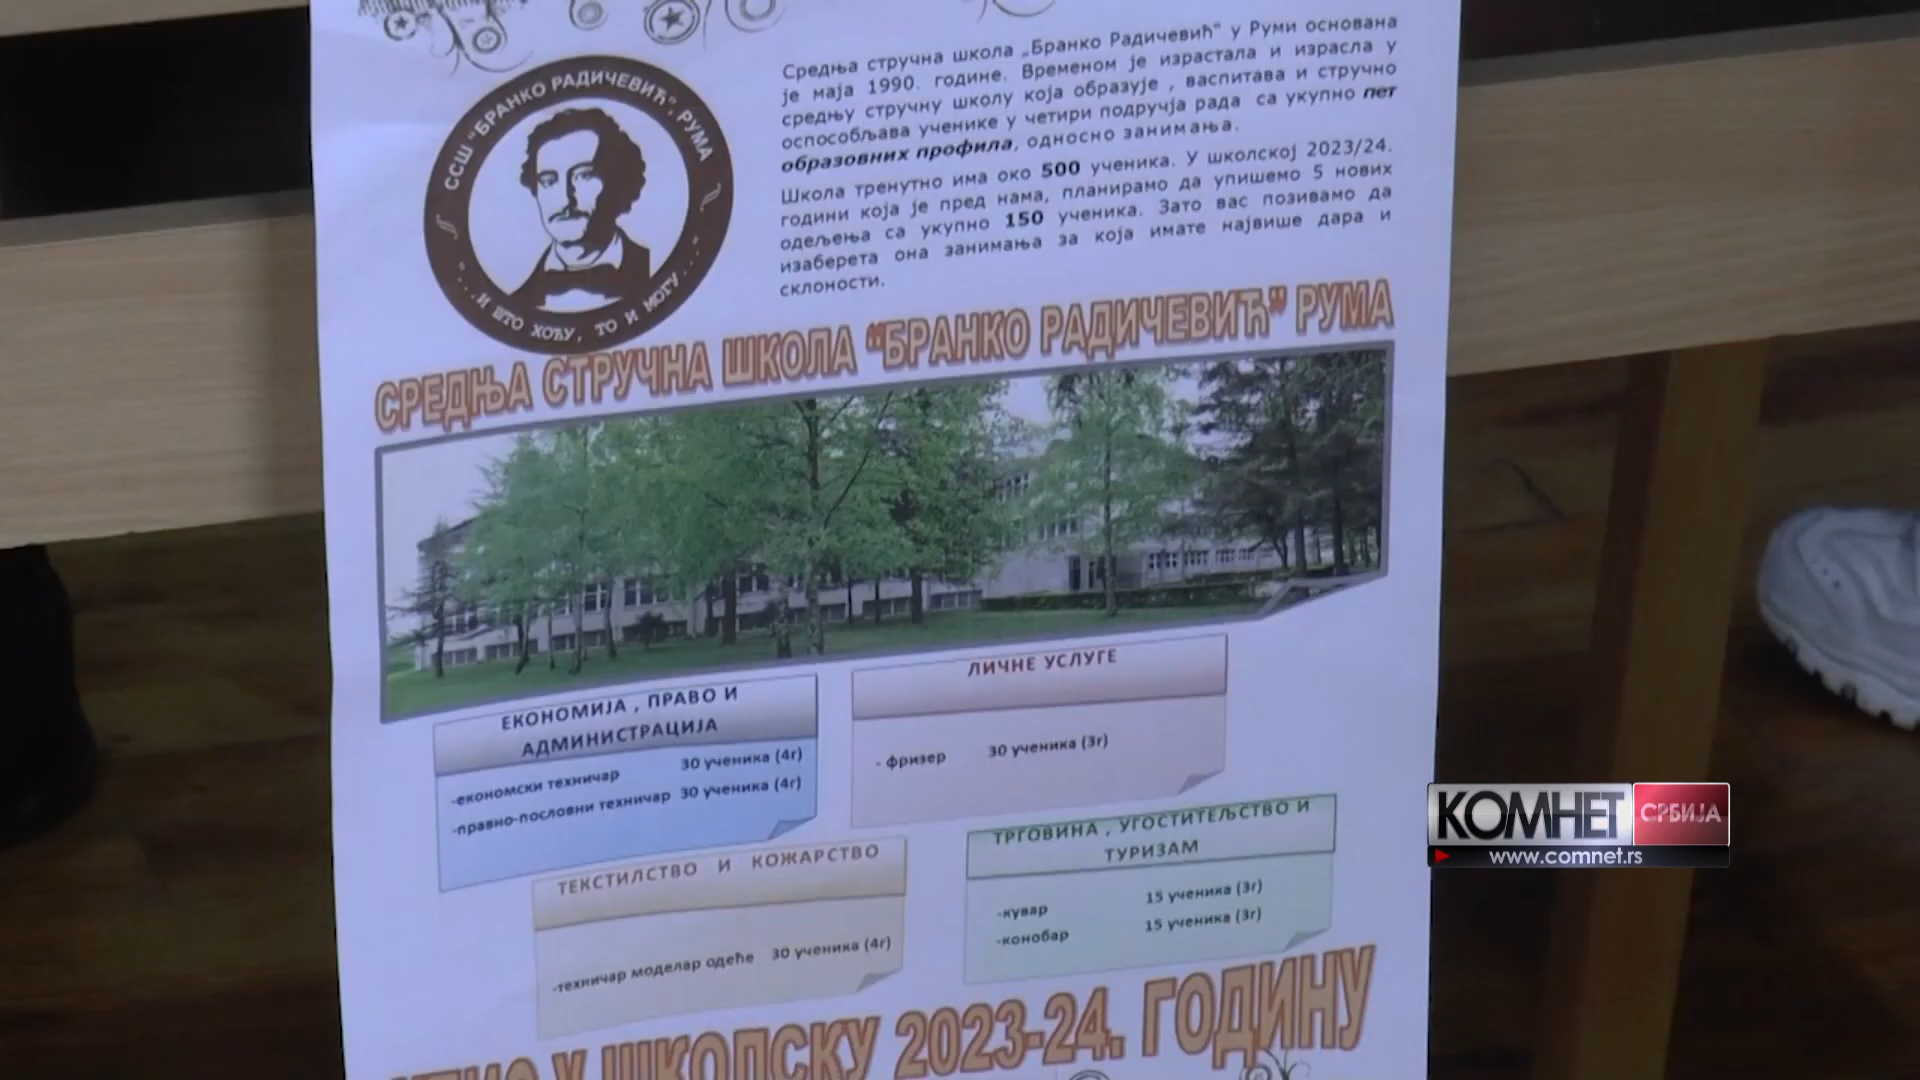 Средња стручна школа „Бранко Радичевић" у Руми основана
је маја 1990. године. Временом је израстала и израсла у
средњу стручну школу која образује , васпитава и стручно
оспособљава ученике у четири подручја рада са укупно пет
образовних профила, односно занимања.
Школа тренутно има око 500 ученика. У школској 2023/24.
години која је пред нама, планирамо да упишемо 5 нових
одељења са укупно 150 ученика. Зато вас позивамо да
изаберета она занимања за која имате највише дара и
склоности.
ССШ "БРАНКО РАДИЧЕВИЋ", РУМА
"...И ШТО ХОЋУ, ТО И МОГУ..."
СРЕДЊА СТРУЧНА ШКОЛА "БРАНКО РАДИЧЕВИЋ" РУМА
ЕКОНОМИЈА , ПРАВО И
АДМИНИСТРАЦИЈА
-економски техничар 30 ученика (4г)
-правно-пословни техничар 30 ученика (4г)
ЛИЧНЕ УСЛУГЕ
- фризер 30 ученика (3г)
ТЕКСТИЛСТВО И КОЖАРСТВО
-техничар моделар одеће 30 ученика (4г)
ТРГОВИНА , УГОСТИТЕЉСТВО И
ТУРИЗАМ
-кувар 15 ученика (3г)
-конобар 15 ученика (3г)
У ШКОЛСКУ 2023-24. ГОДИНУ
КОМНЕТ СРБИЈА
www.comnet.rs